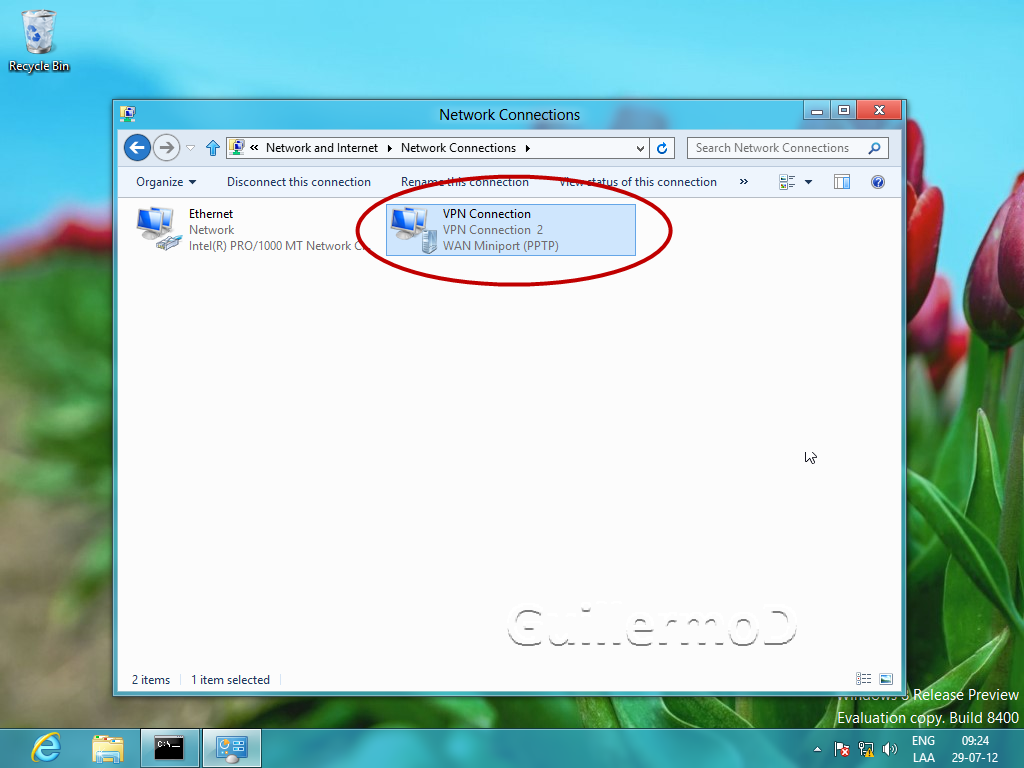 Recycle Bin
Network Connections
« Network and Internet Network Connections
Search Network Connections
Organize Disconnect this connection Rename this connection View status of this connection »
Ethernet
Network
Intel(R) PRO/1000 MT Network C...
VPN Connection
VPN Connection 2
WAN Miniport (PPTP)
GuillermoD
2 items 1 item selected
Windows 8 Release Preview
Evaluation copy. Build 8400
C:\_
ENG 09:24
LAA 29-07-12